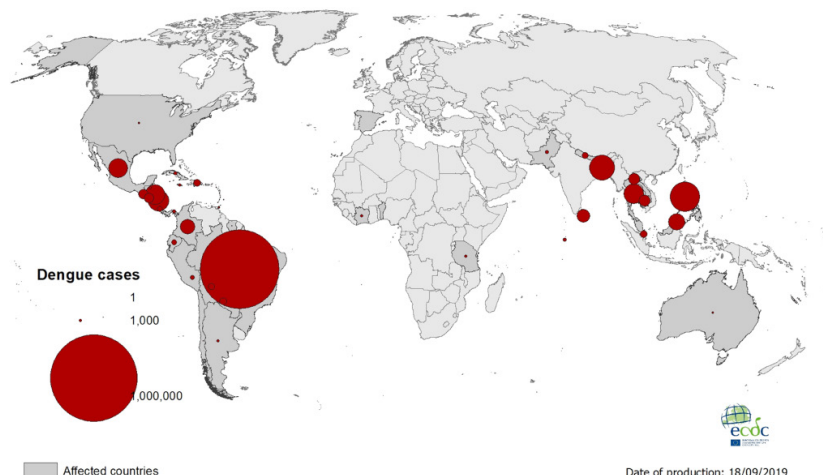 Dengue cases
1
1,000
1,000,000
ecdc
Affected countries
Date of production: 18/09/2019